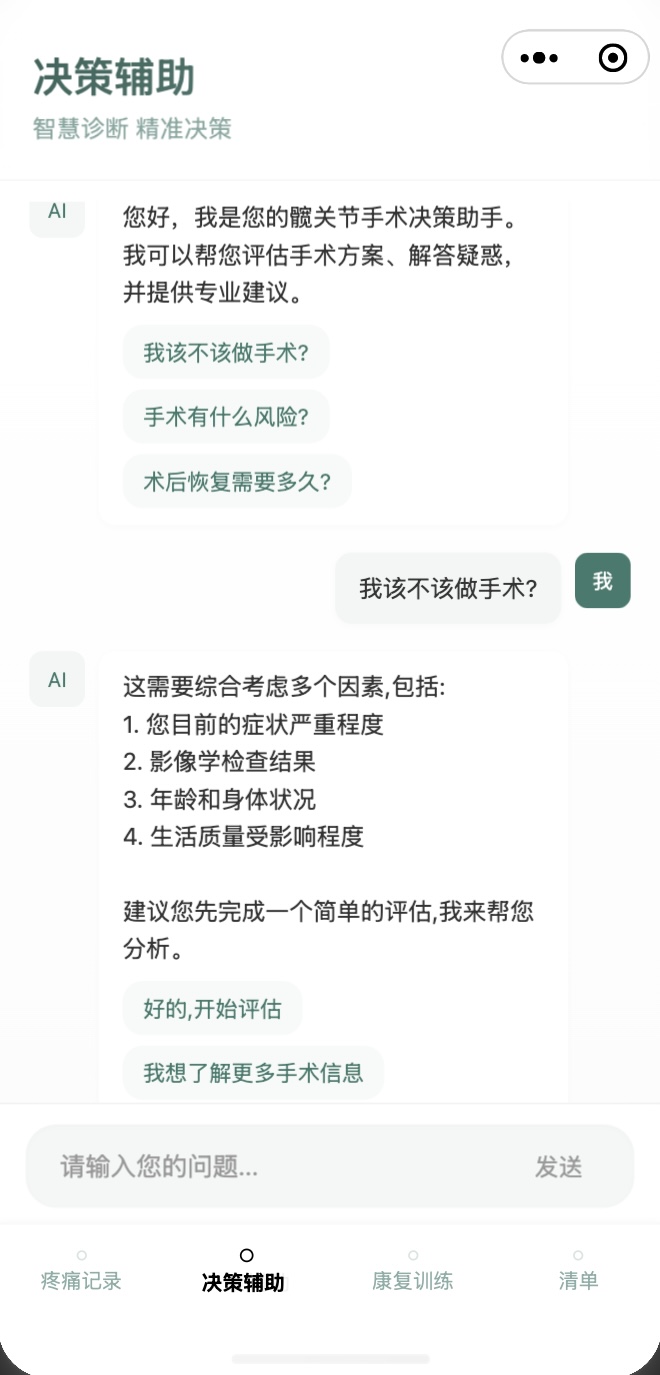 决策辅助
智慧诊断 精准决策
AI
您好，我是您的髋关节手术决策助手。
我可以帮您评估手术方案、解答疑惑，
并提供专业建议。
我该不该做手术?
手术有什么风险?
术后恢复需要多久?
我该不该做手术?
我
AI
这需要综合考虑多个因素,包括:
1. 您目前的症状严重程度
2. 影像学检查结果
3. 年龄和身体状况
4. 生活质量受影响程度
建议您先完成一个简单的评估,我来帮您
分析。
好的,开始评估
我想了解更多手术信息
请输入您的问题...
发送
疼痛记录
决策辅助
康复训练
清单